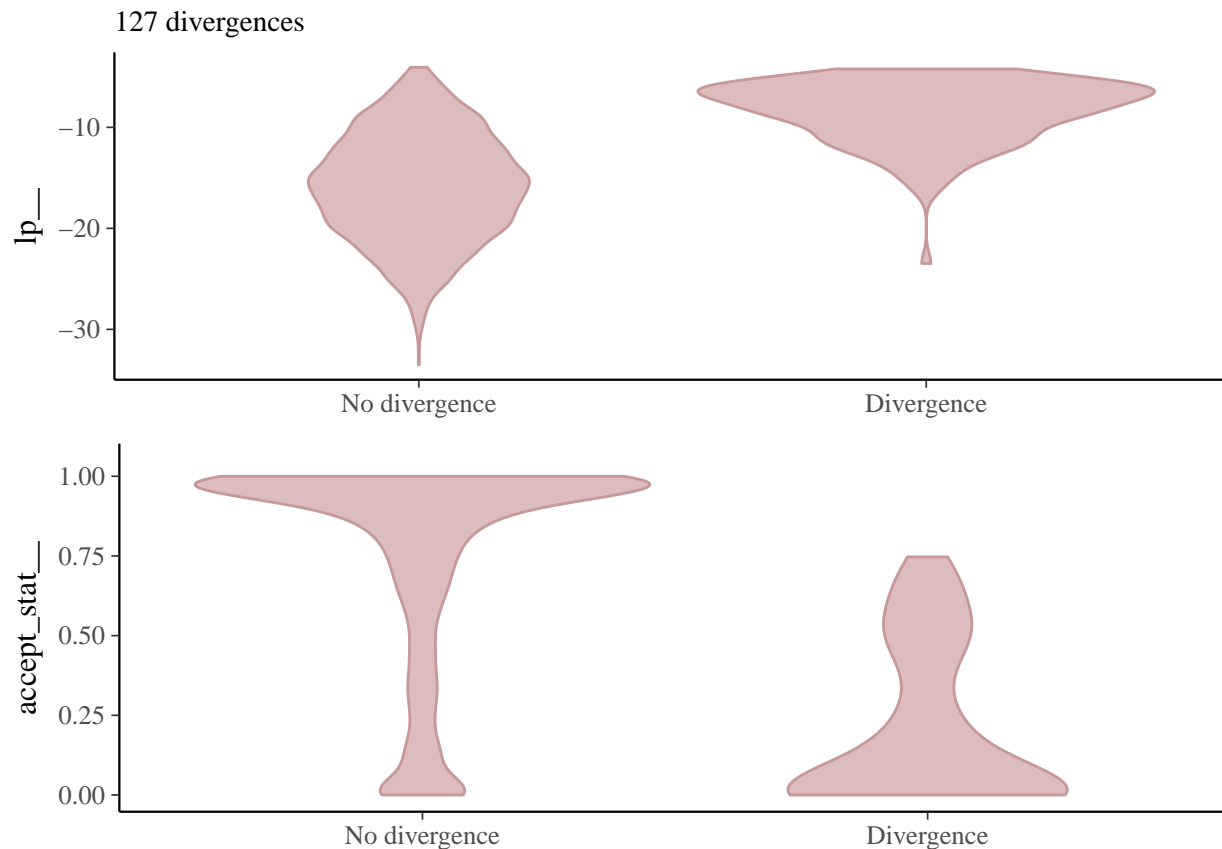 127 divergences
lp__
−10
−20
−30
No divergence Divergence
accept_stat__
1.00
0.75
0.50
0.25
0.00
No divergence Divergence